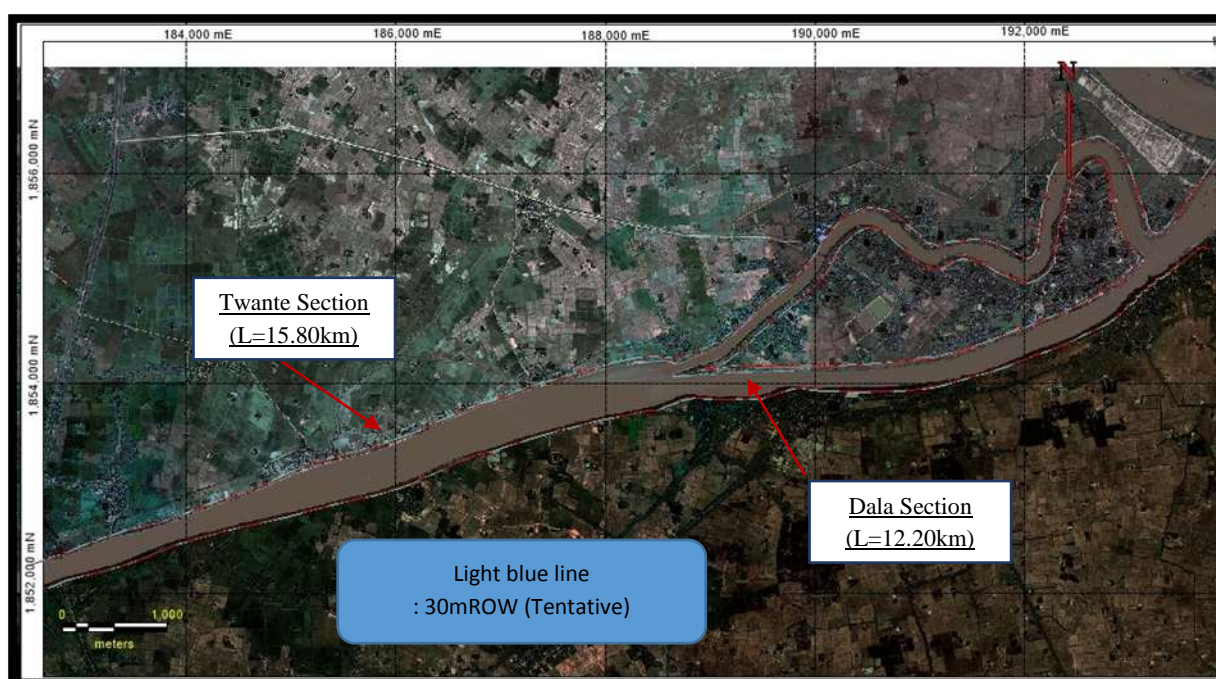 184,000 mE
186,000 mE
188,000 mE
190,000 mE
192,000 mE
N
1,856,000 mN
1,854,000 mN
1,852,000 mN
Twante Section
(L=15.80km)
Dala Section
(L=12.20km)
Light blue line
: 30mROW (Tentative)
0 1,000
meters